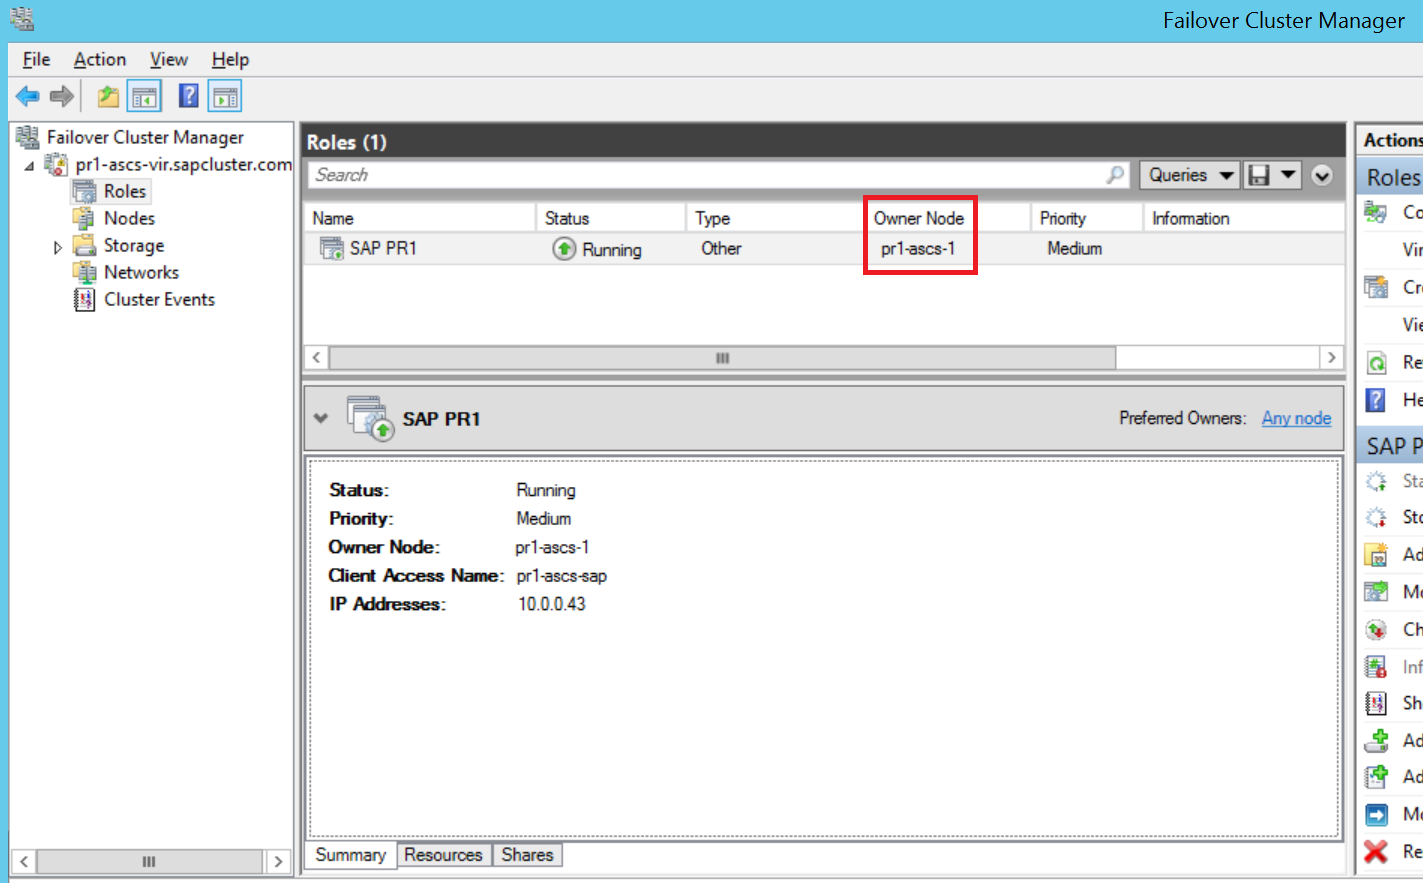 Failover Cluster Manager
File Action View Help
Failover Cluster Manager
pr1-ascs-vir.sapcluster.com
Roles
Nodes
Storage
Networks
Cluster Events
Roles (1)
Search
Queries
Name Status Type Owner Node Priority Information
SAP PR1 Running Other pr1-ascs-1 Medium
SAP PR1
Preferred Owners: Any node
Status: Running
Priority: Medium
Owner Node: pr1-ascs-1
Client Access Name: pr1-ascs-sap
IP Addresses: 10.0.0.43
Summary Resources Shares
Actions
Roles
Co
Vir
Cre
Vie
Re
He
SAP P
Sta
Sto
Ad
Mo
Ch
Inf
Sh
Ad
Ad
Mo
Re